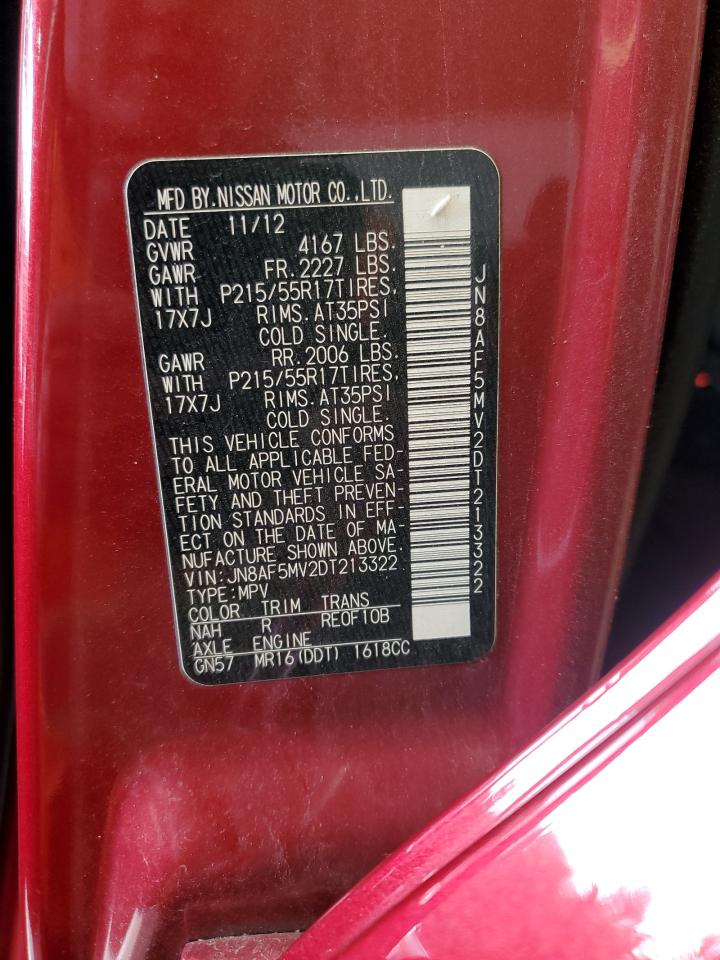 MFD BY.NISSAN MOTOR CO.,LTD.
DATE 11/12
GVWR 4167 LBS.
GAWR FR.2227 LBS.
WITH P215/55R17TIRES,
17X7J RIMS.AT35PSI
COLD SINGLE.
GAWR RR.2006 LBS.
WITH P215/55R17TIRES,
17X7J RIMS.AT35PSI
COLD SINGLE.
THIS VEHICLE CONFORMS
TO ALL APPLICABLE FED-
ERAL MOTOR VEHICLE SA-
FETY AND THEFT PREVEN-
TION STANDARDS IN EFF-
ECT ON THE DATE OF MA-
NUFACTURE SHOWN ABOVE.
VIN:JN8AF5MV2DT213322
TYPE:MPV
COLOR TRIM TRANS
NAH R RE0F10B
AXLE ENGINE
GN57 MR16(DDT) 1618CC
JN8AF5MV2DT213322